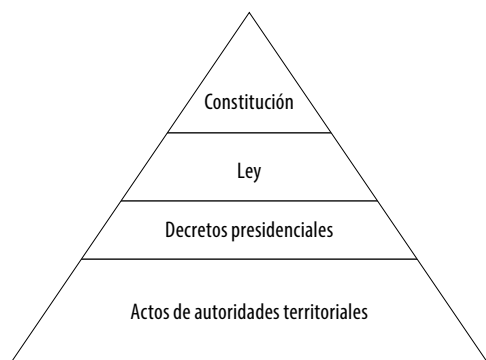 Constitución
Ley
Decretos presidenciales
Actos de autoridades territoriales